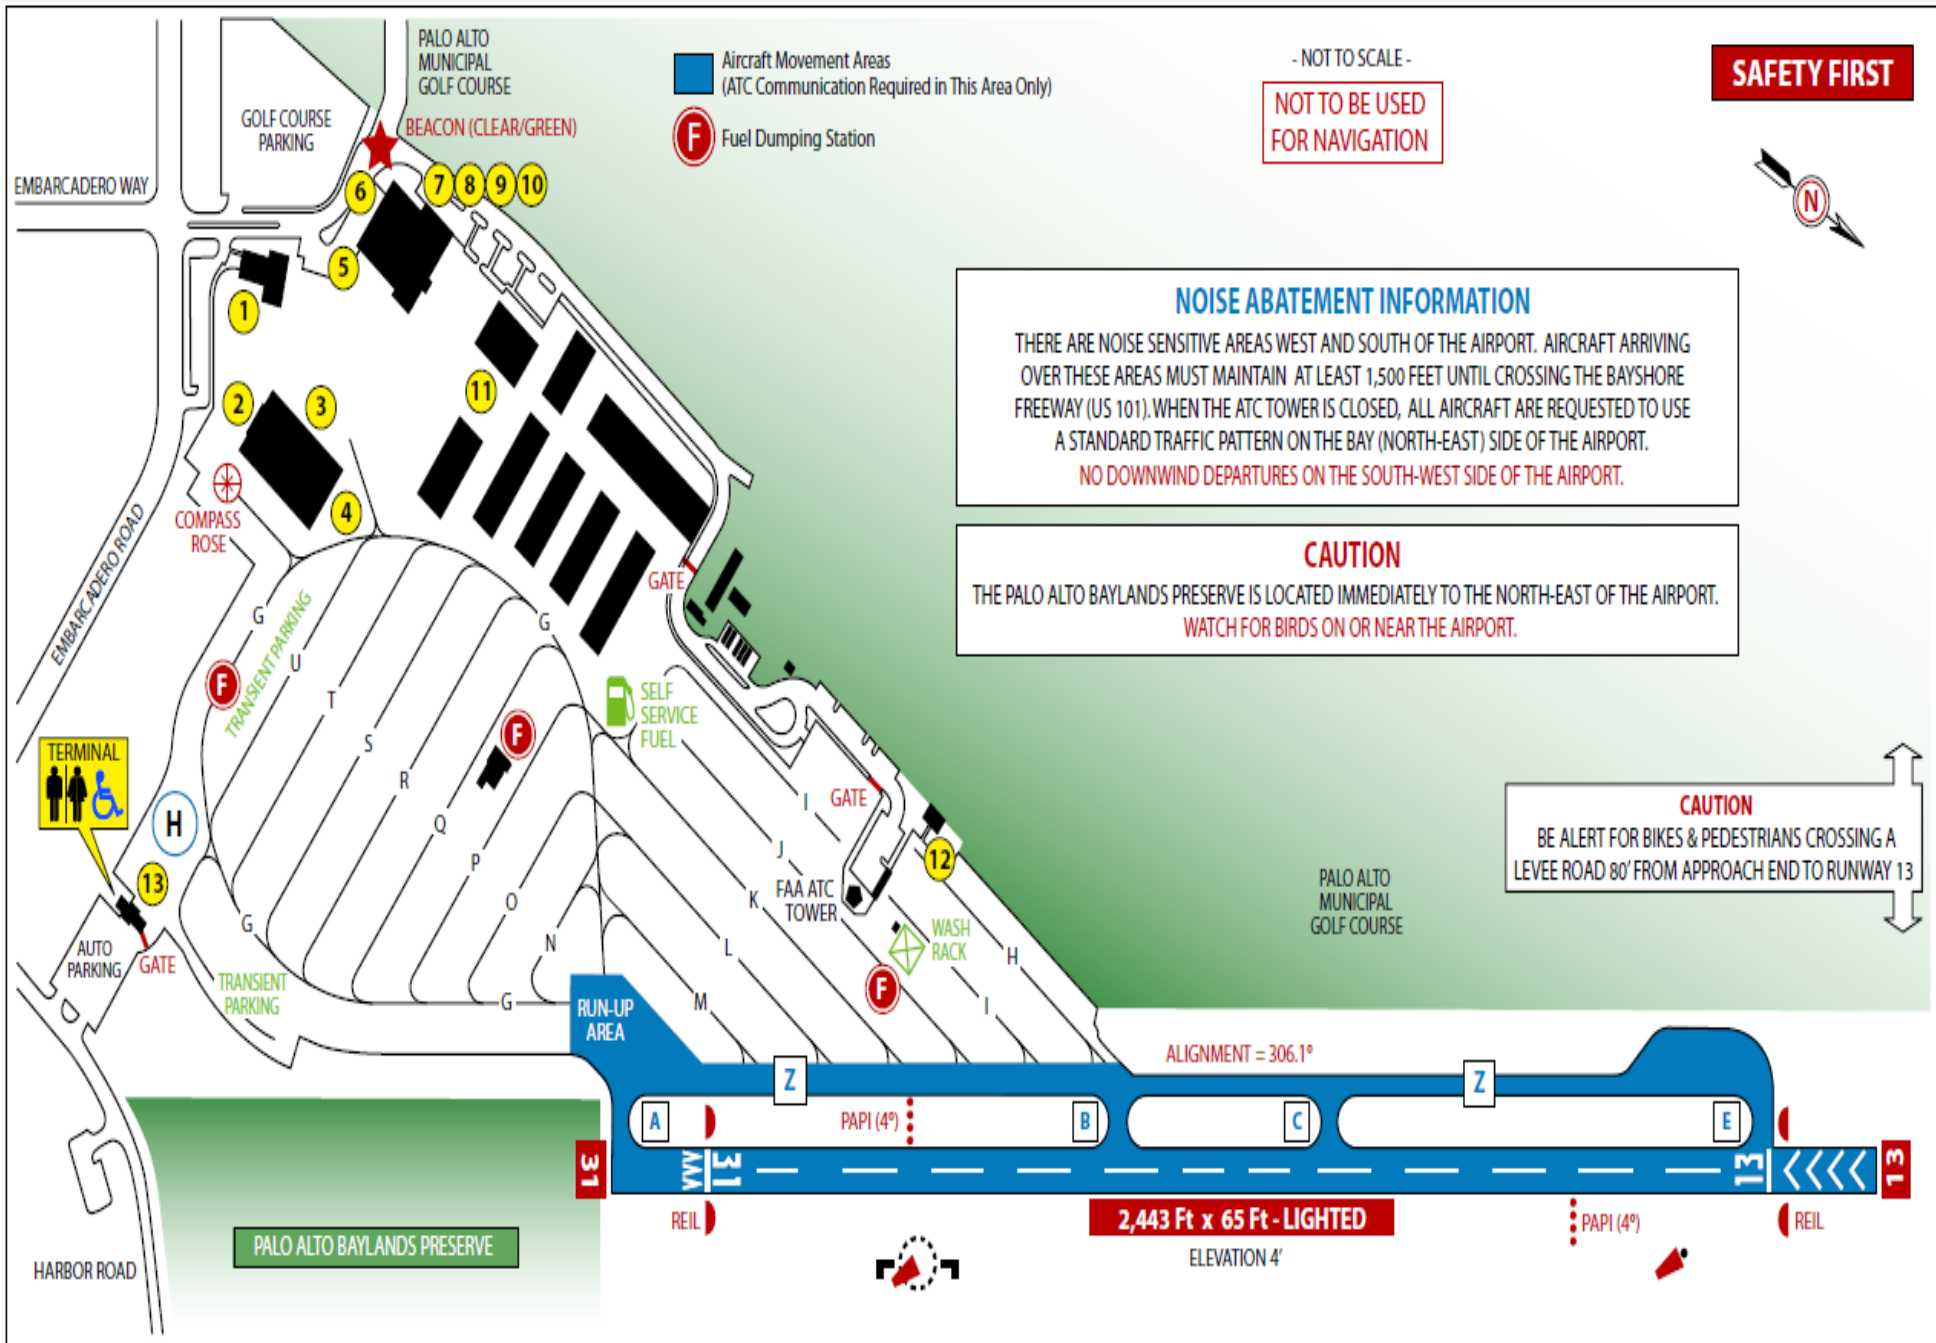 PALO ALTO
MUNICIPAL
GOLF COURSE
GOLF COURSE
PARKING
BEACON (CLEAR/GREEN)
EMBARCADERO WAY
Aircraft Movement Areas
(ATC Communication Required in This Area Only)
F
Fuel Dumping Station
- NOT TO SCALE -
NOT TO BE USED
FOR NAVIGATION
SAFETY FIRST
N
6
7
8
9
10
5
1
11
2
3
4
NOISE ABATEMENT INFORMATION
THERE ARE NOISE SENSITIVE AREAS WEST AND SOUTH OF THE AIRPORT. AIRCRAFT ARRIVING
OVER THESE AREAS MUST MAINTAIN AT LEAST 1,500 FEET UNTIL CROSSING THE BAYSHORE
FREEWAY (US 101). WHEN THE ATC TOWER IS CLOSED, ALL AIRCRAFT ARE REQUESTED TO USE
A STANDARD TRAFFIC PATTERN ON THE BAY (NORTH-EAST) SIDE OF THE AIRPORT.
NO DOWNWIND DEPARTURES ON THE SOUTH-WEST SIDE OF THE AIRPORT.
CAUTION
THE PALO ALTO BAYLANDS PRESERVE IS LOCATED IMMEDIATELY TO THE NORTH-EAST OF THE AIRPORT.
WATCH FOR BIRDS ON OR NEAR THE AIRPORT.
COMPASS
ROSE
EMBARCADERO ROAD
GATE
G
TRANSIENT PARKING
G
U
T
S
R
Q
P
O
N
G
G
F
F
SELF
SERVICE
FUEL
TERMINAL
H
13
AUTO
PARKING
GATE
TRANSIENT
PARKING
I
GATE
J
K
L
M
12
FAA ATC
TOWER
WASH
RACK
F
H
I
PALO ALTO
MUNICIPAL
GOLF COURSE
CAUTION
BE ALERT FOR BIKES & PEDESTRIANS CROSSING A
LEVEE ROAD 80' FROM APPROACH END TO RUNWAY 13
RUN-UP
AREA
ALIGNMENT = 306.1º
Z
Z
A
PAPI (4º)
B
C
E
31
31
13
13
REIL
2,443 Ft x 65 Ft - LIGHTED
PAPI (4º)
REIL
ELEVATION 4'
PALO ALTO BAYLANDS PRESERVE
HARBOR ROAD